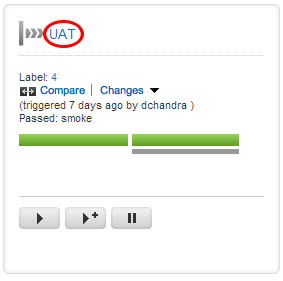 UAT
Label: 4
Compare | Changes
(triggered 7 days ago by dchandra )
Passed: smoke